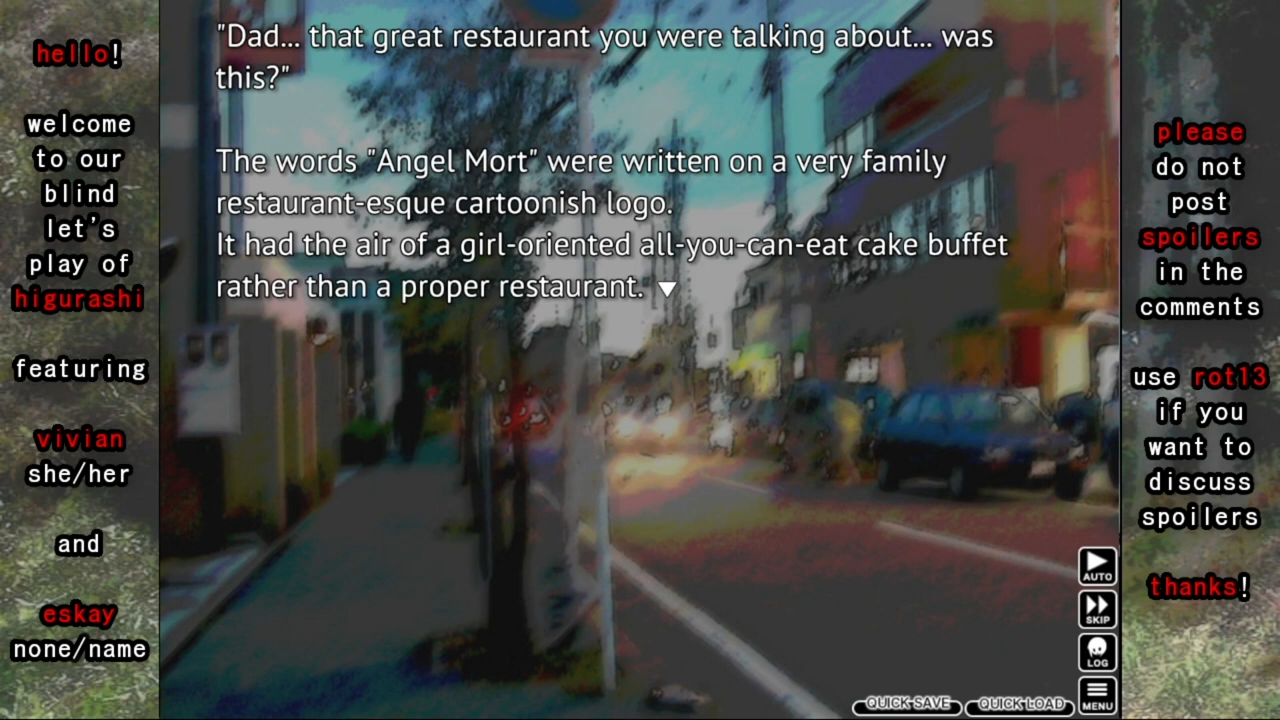 hello!
welcome
to our
blind
let's
play of
higurashi
featuring
vivian
she/her
and
eskay
none/name
"Dad... that great restaurant you were talking about... was
this?"
The words "Angel Mort" were written on a very family
restaurant-esque cartoonish logo.
It had the air of a girl-oriented all-you-can-eat cake buffet
rather than a proper restaurant.
AUTO
SKIP
LOG
MENU
QUICK SAVE QUICK LOAD
please
do not
post
spoilers
in the
comments
use rot13
if you
want to
discuss
spoilers
thanks!